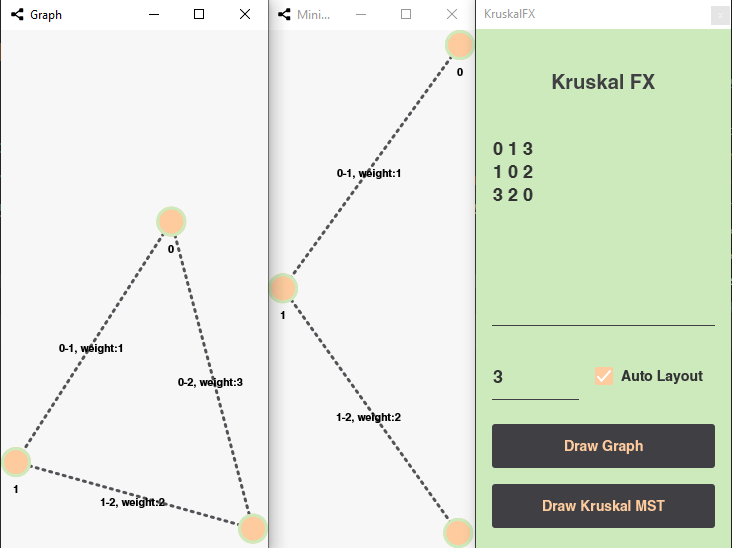 Graph
0
0-1, weight:1
0-2, weight:3
1
1-2, weight:2
Mini...
0
0-1, weight:1
1
1-2, weight:2
KruskalFX
Kruskal FX
0 1 3
1 0 2
3 2 0
3
Auto Layout
Draw Graph
Draw Kruskal MST